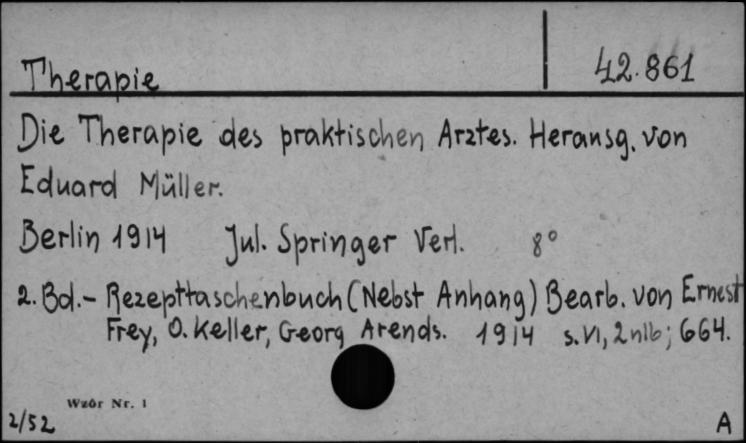 Therapie
42.861
Die Therapie des praktischen Arztes. Herausg. von
Eduard Müller.
Berlin 1914 Jul. Springer Verl. 8°
2. Bd.- Rezepttaschenbuch (Nebst Anhang) Bearb. von Ernest
Frey, O. Keller, Georg Arends. 1914 s. VI, 2 nlb; 664.
Wzór Nr. 1
2/52
A